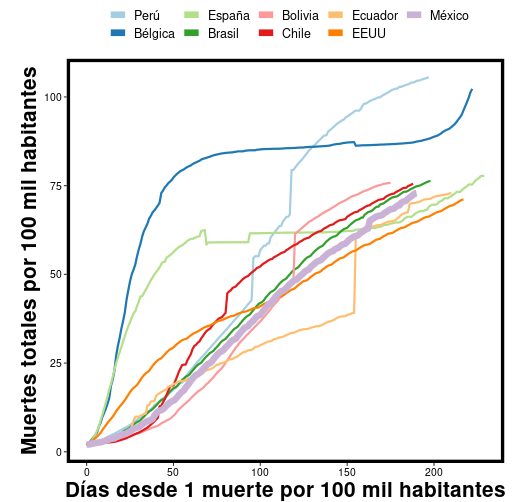 Perú España Bolivia Ecuador México
Bélgica Brasil Chile EEUU
Muertes totales por 100 mil habitantes
100
75
50
25
0
0 50 100 150 200
Días desde 1 muerte por 100 mil habitantes